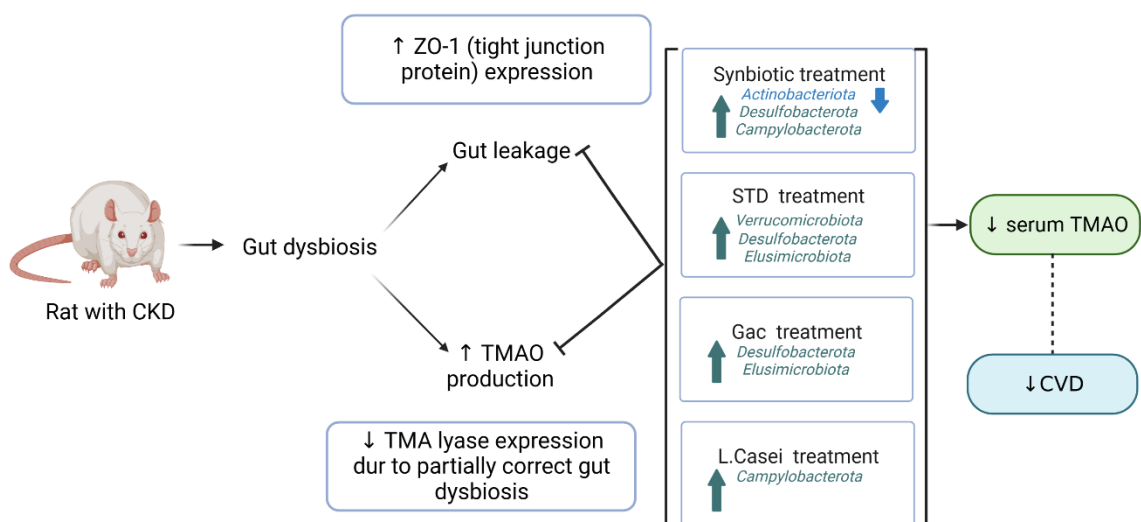 ↑ ZO-1 (tight junction
protein) expression
Gut leakage
Rat with CKD
Gut dysbiosis
↑ TMAO
production
↓ TMA lyase expression
dur to partially correct gut
dysbiosis
Synbiotic treatment
Actinobacteriota
Desulfobacterota
Campylobacterota
STD treatment
Verrucomicrobiota
Desulfobacterota
Elusimicrobiota
Gac treatment
Desulfobacterota
Elusimicrobiota
L.Casei treatment
Campylobacterota
↓ serum TMAO
↓CVD